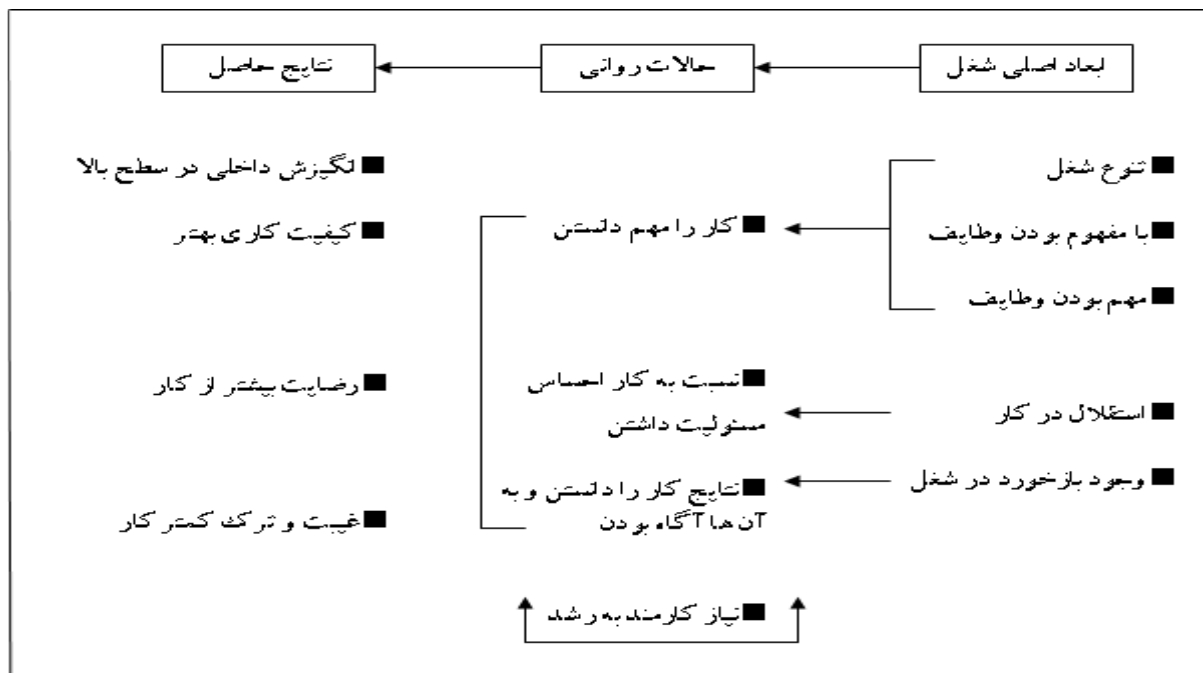 ابعاد اصلی شغل
حالات روانی
نتایج حاصل
تنوع شغل
با مفهوم بودن وظایف
مهم بودن وظایف
استقلال در کار
وجود بازخورد در شغل
کار را مهم دانستن
نسبت به کار احساس
مسئولیت داشتن
نتایج کار را دانستن و به
آن ها آگاه بودن
نیاز کارمند به رشد
انگیزش داخلی در سطح بالا
کیفیت کاری بهتر
رضایت بیشتر از کار
غیبت و ترک کمتر کار